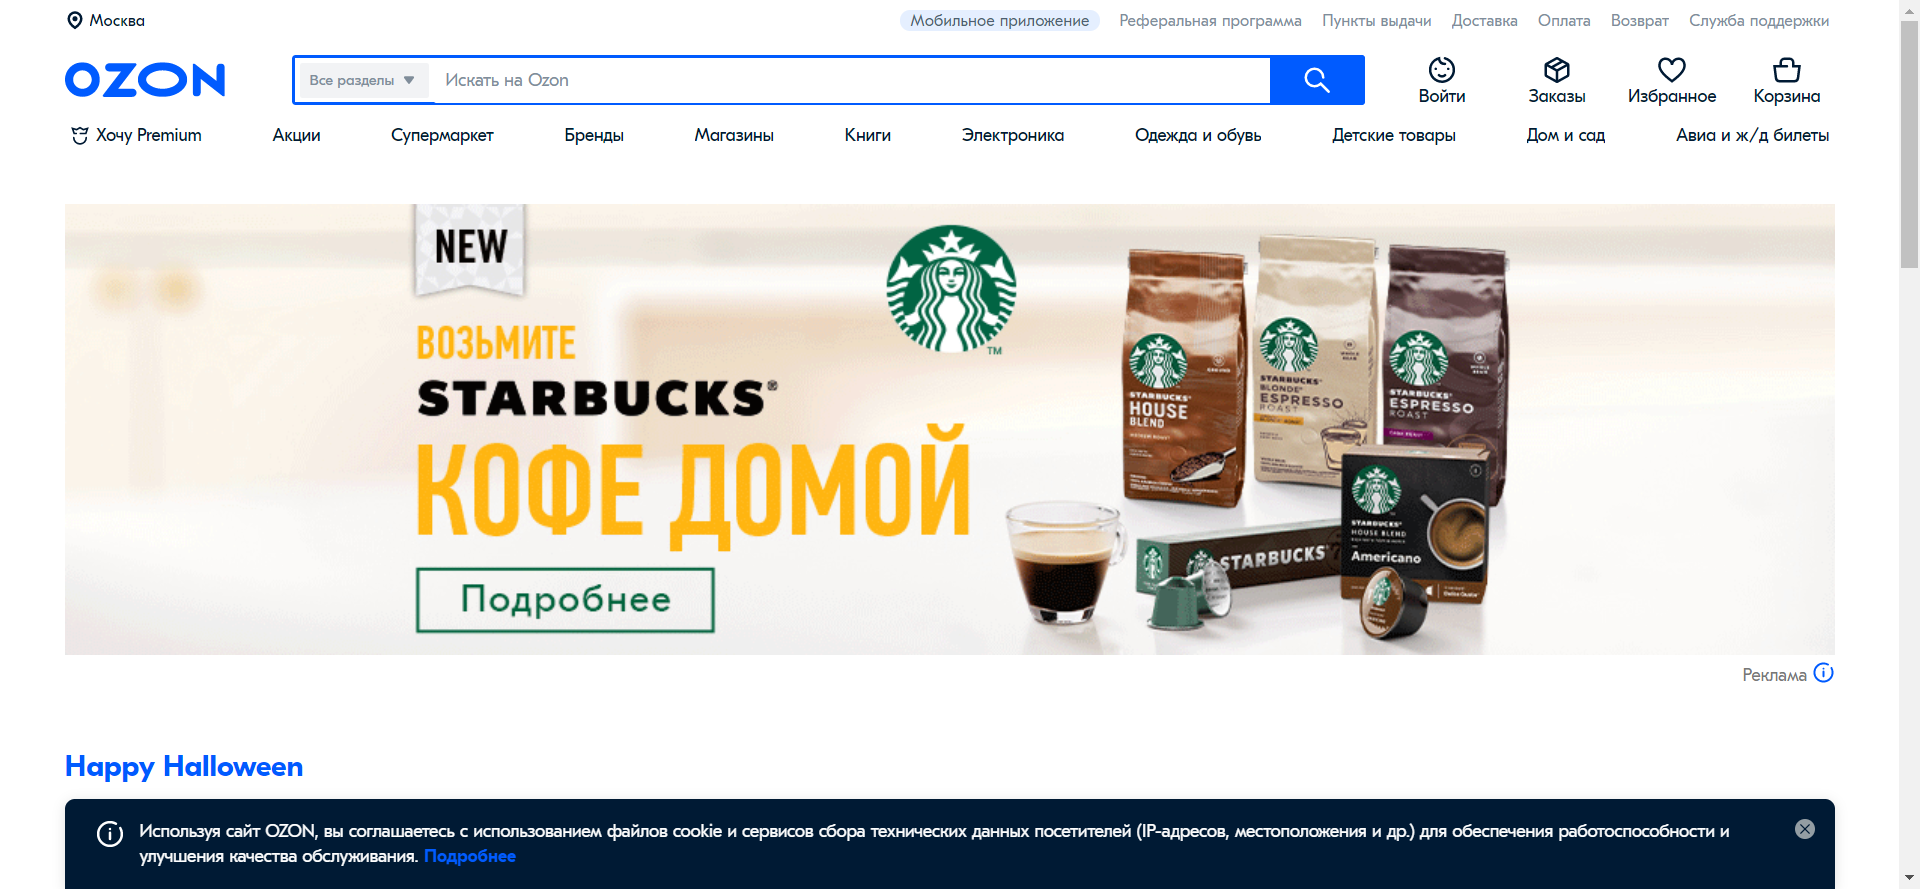 Москва
Мобильное приложение Реферальная программа Пункты выдачи Доставка Оплата Возврат Служба поддержки
OZON
Все разделы
Искать на Ozon
Войти
Заказы
Избранное
Корзина
Хочу Premium Акции Супермаркет Бренды Магазины Книги Электроника Одежда и обувь Детские товары Дом и сад Авиа и ж/д билеты
NEW
ВОЗЬМИТЕ
STARBUCKS®
КОФЕ ДОМОЙ
Подробнее
TM
STARBUCKS
HOUSE
BLEND
STARBUCKS
BLONDE
ESPRESSO
ROAST
STARBUCKS
ESPRESSO
ROAST
STARBUCKS
STARBUCKS
HOUSE BLEND
Americano
Реклама
Happy Halloween
Используя сайт OZON, вы соглашаетесь с использованием файлов cookie и сервисов сбора технических данных посетителей (IP-адресов, местоположения и др.) для обеспечения работоспособности и
улучшения качества обслуживания. Подробнее